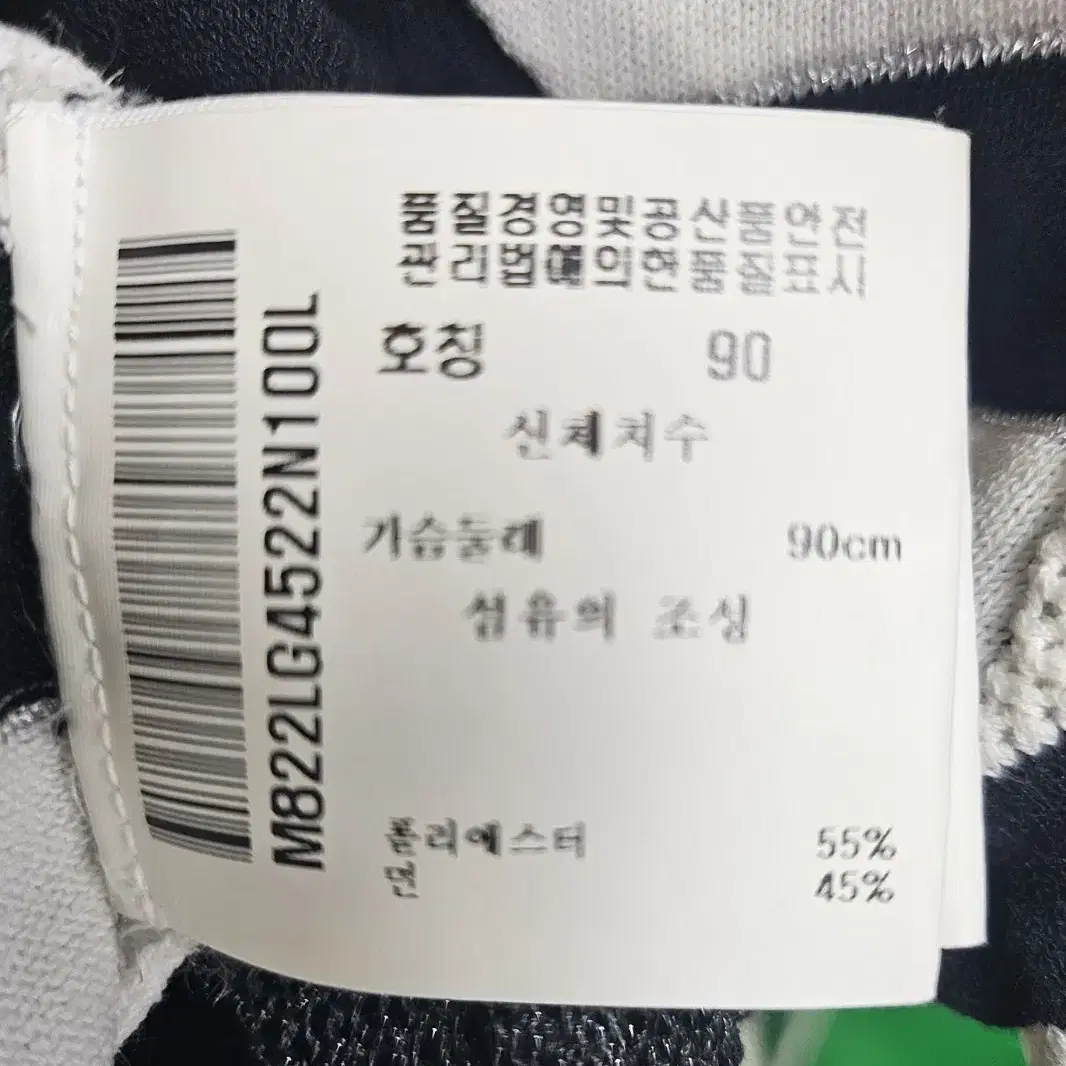 품질경영및공산품안전
관리법에의한품질표시
호칭 90
신체치수
가슴둘레 90cm
섬유의 조성
폴리에스터 55%
면 45%
M822LG4522N100L